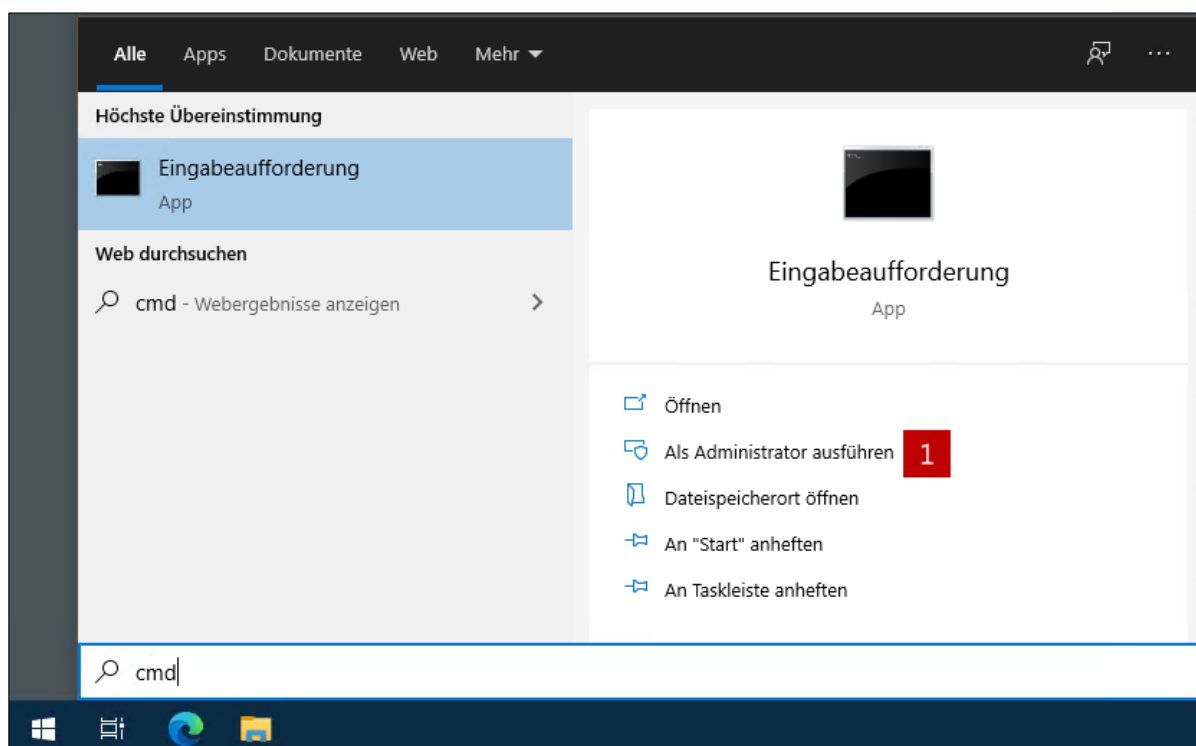 Alle Apps Dokumente Web Mehr
Höchste Übereinstimmung
Eingabeaufforderung
App
Web durchsuchen
cmd - Webergebnisse anzeigen
Eingabeaufforderung
App
Öffnen
Als Administrator ausführen 1
Dateispeicherort öffnen
An "Start" anheften
An Taskleiste anheften
cmd